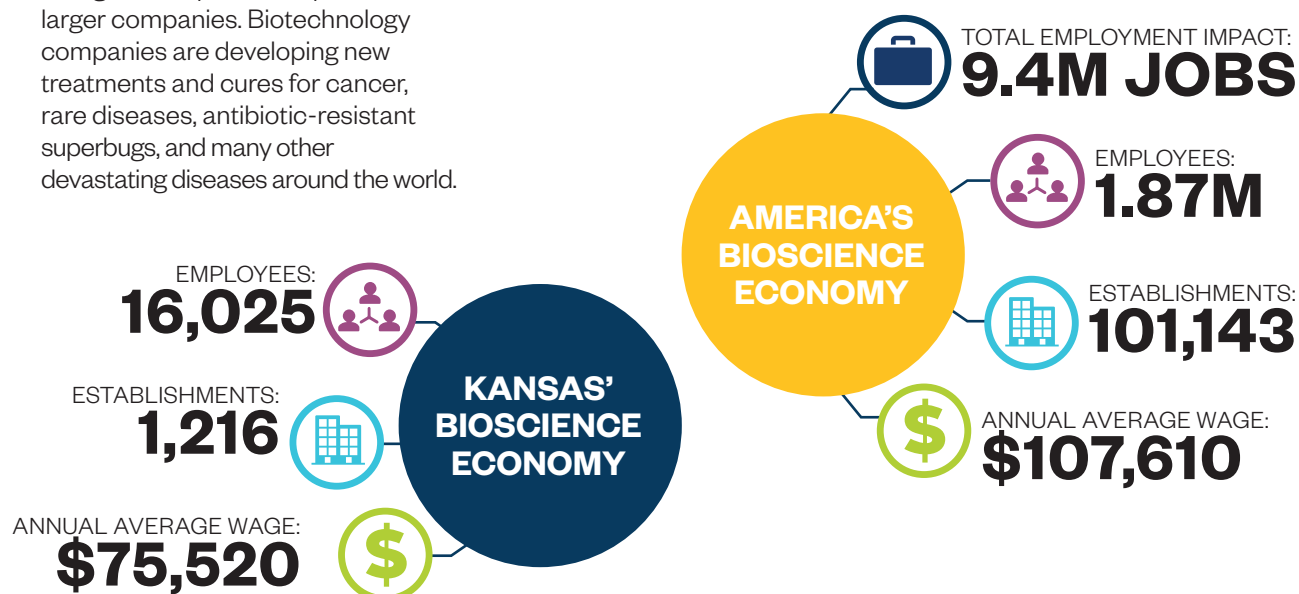 larger companies. Biotechnology
companies are developing new
treatments and cures for cancer,
rare diseases, antibiotic-resistant
superbugs, and many other
devastating diseases around the world.
EMPLOYEES:
16,025
ESTABLISHMENTS:
1,216
ANNUAL AVERAGE WAGE:
$75,520
KANSAS’
BIOSCIENCE
ECONOMY
AMERICA’S
BIOSCIENCE
ECONOMY
TOTAL EMPLOYMENT IMPACT:
9.4M JOBS
EMPLOYEES:
1.87M
ESTABLISHMENTS:
101,143
ANNUAL AVERAGE WAGE:
$107,610